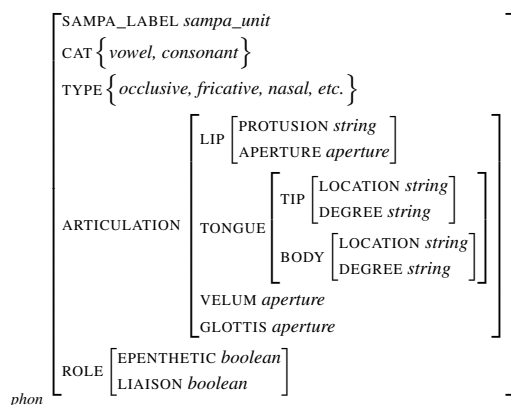 SAMPA_LABEL sampa_unit
CAT { vowel, consonant }
TYPE { occlusive, fricative, nasal, etc. }
LIP [ PROTUSION string
APERTURE aperture ]
ARTICULATION
TONGUE
TIP [ LOCATION string
DEGREE string ]
BODY [ LOCATION string
DEGREE string ]
VELUM aperture
GLOTTIS aperture
ROLE [ EPENTHETIC boolean
LIAISON boolean ]
phon